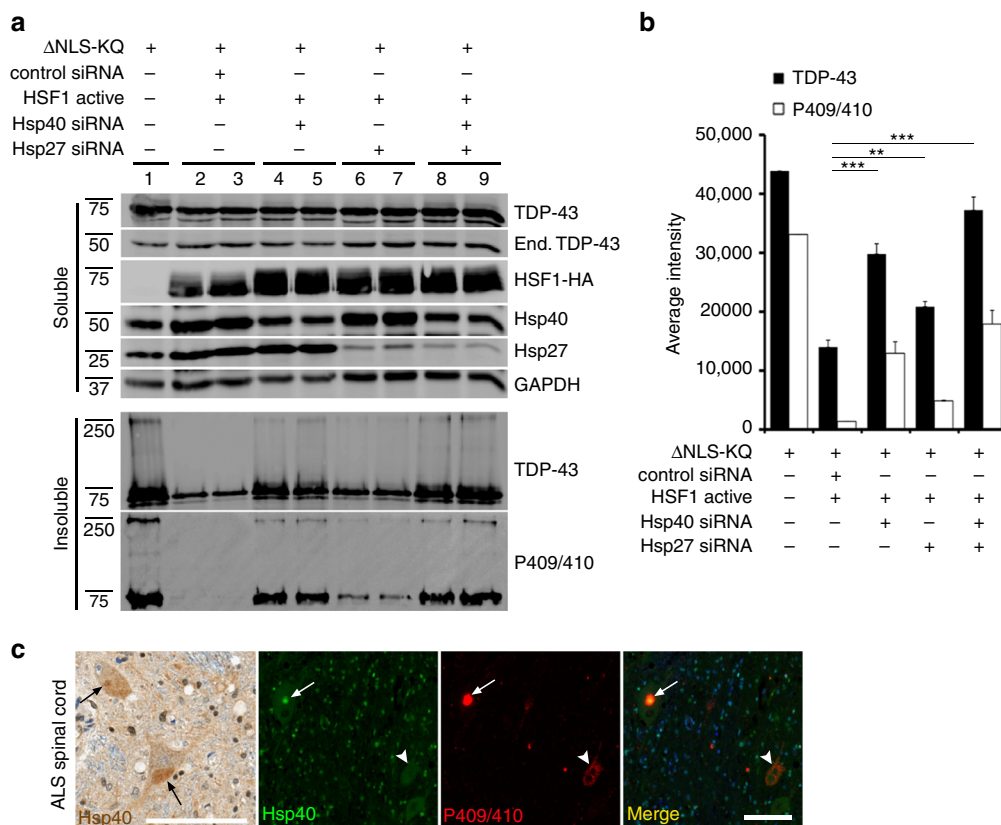 a
ΔNLS-KQ + + + + +
control siRNA – + – – –
HSF1 active – + + + +
Hsp40 siRNA – – + – +
Hsp27 siRNA – – – + +
1 2 3 4 5 6 7 8 9
Soluble
75 TDP-43
50 End. TDP-43
75 HSF1-HA
50 Hsp40
25 Hsp27
37 GAPDH
Insoluble
250
TDP-43
75
250
P409/410
75
b
TDP-43
P409/410
Average intensity
50,000
40,000
30,000
20,000
10,000
0
***
**
***
ΔNLS-KQ + + + + +
control siRNA – + – – –
HSF1 active – + + + +
Hsp40 siRNA – – + – +
Hsp27 siRNA – – – + +
c
ALS spinal cord
Hsp40
Hsp40
P409/410
Merge